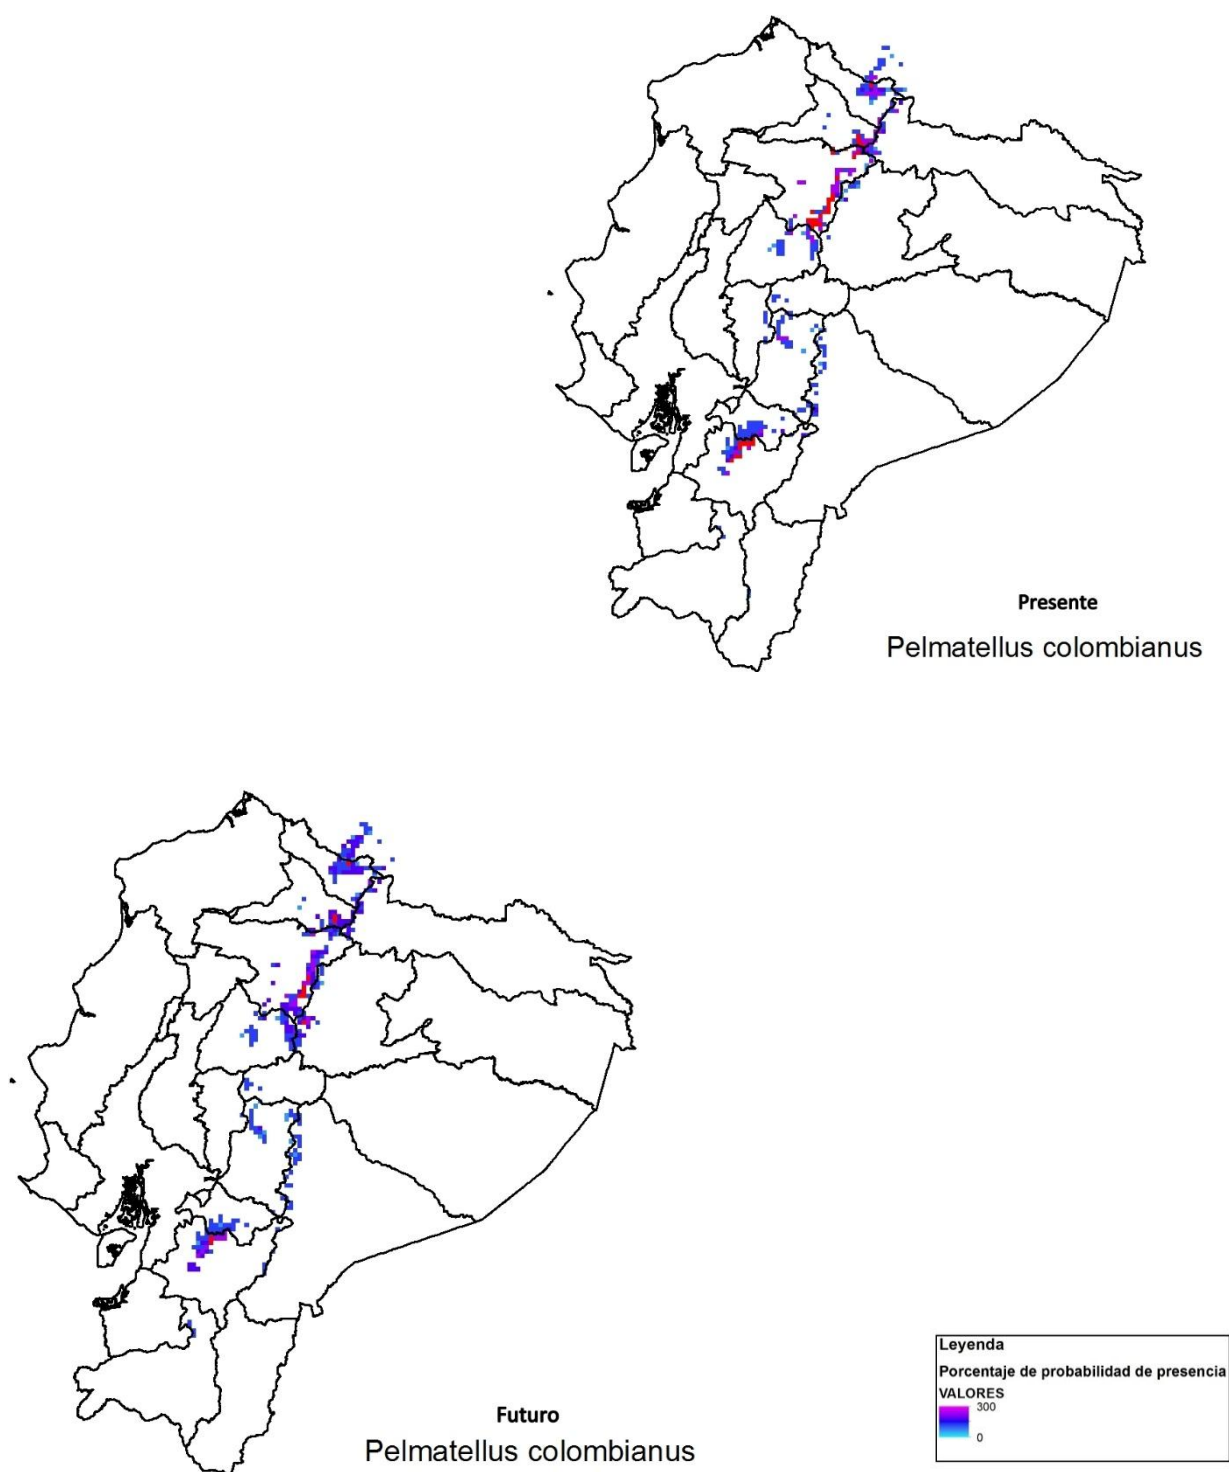 Presente
Pelmatellus colombianus
Futuro
Pelmatellus colombianus
Leyenda
Porcentaje de probabilidad de presencia
VALORES
300
0